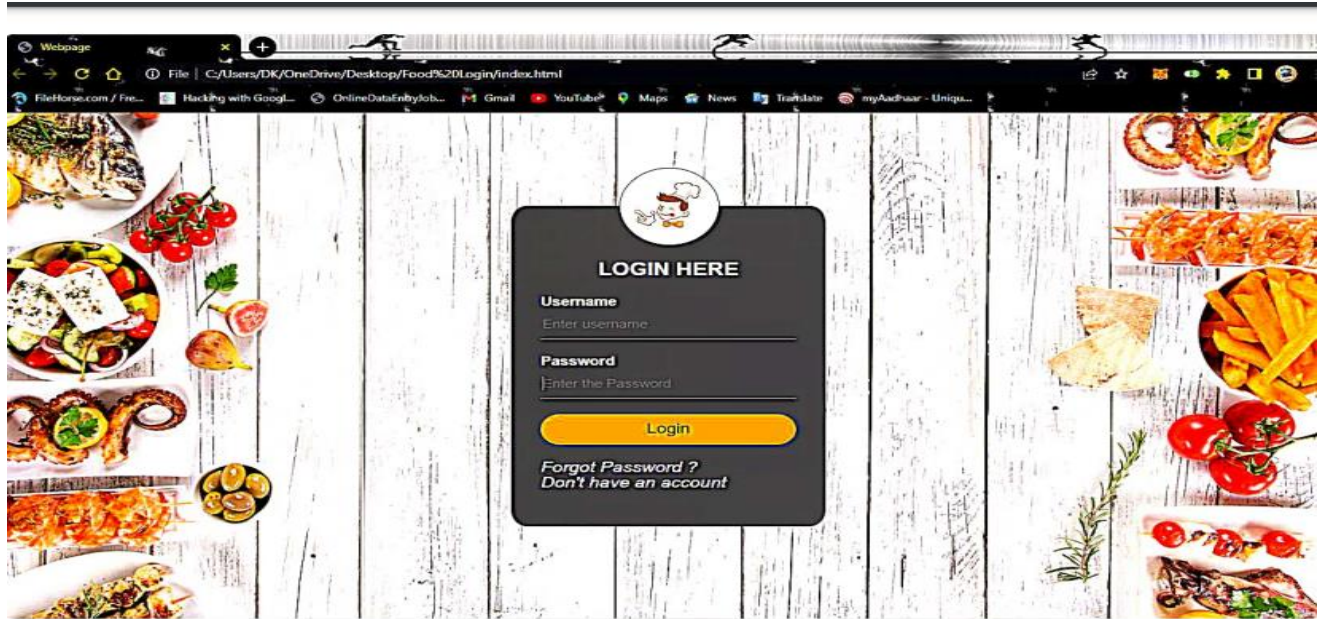 Webpage
File | C:/Users/DK/OneDrive/Desktop/Food%20Login/index.html
FileHorse.com / Fre... Hacking with Googl... OnlineDataEntryJob... Gmail YouTube Maps News Translate myAadhaar - Uniqu...
LOGIN HERE
Username
Enter username
Password
Enter the Password
Login
Forgot Password ?
Don't have an account